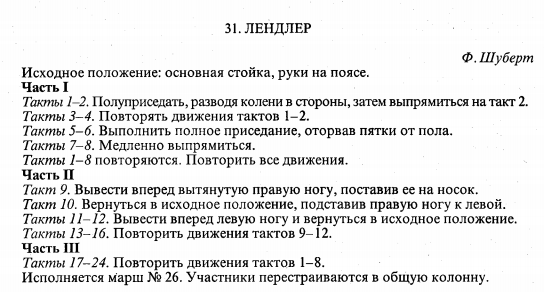 31. ЛЕНДЛЕР
Ф. Шуберт
Исходное положение: основная стойка, руки на поясе.
Часть I
Такты 1–2. Полуприседать, разводя колени в стороны, затем выпрямиться на такт 2.
Такты 3–4. Повторять движения тактов 1–2.
Такты 5–6. Выполнить полное приседание, оторвав пятки от пола.
Такты 7–8. Медленно выпрямиться.
Такты 1–8 повторяются. Повторить все движения.
Часть II
Такт 9. Вывести вперед вытянутую правую ногу, поставив ее на носок.
Такт 10. Вернуться в исходное положение, подставив правую ногу к левой.
Такты 11–12. Вывести вперед левую ногу и вернуться в исходное положение.
Такты 13–16. Повторить движения тактов 9–12.
Часть III
Такты 17–24. Повторить движения тактов 1–8.
Исполняется марш № 26. Участники перестраиваются в общую колонну.